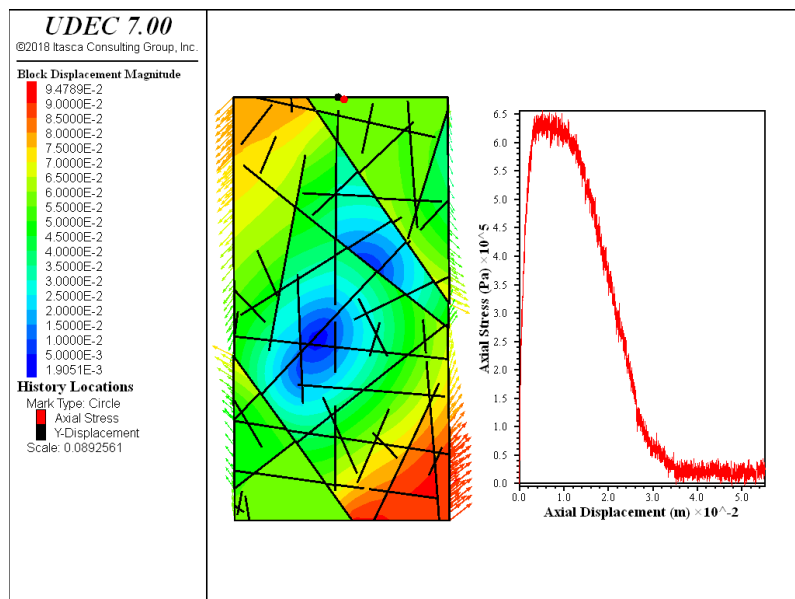 UDEC 7.00
©2018 Itasca Consulting Group, Inc.
Block Displacement Magnitude
9.4789E-2
9.0000E-2
8.5000E-2
8.0000E-2
7.5000E-2
7.0000E-2
6.5000E-2
6.0000E-2
5.5000E-2
5.0000E-2
4.5000E-2
4.0000E-2
3.5000E-2
3.0000E-2
2.5000E-2
2.0000E-2
1.5000E-2
1.0000E-2
5.0000E-3
1.9051E-3
History Locations
Mark Type: Circle
Axial Stress
Y-Displacement
Scale: 0.0892561
Axial Stress (Pa) ×10^5
6.5
6.0
5.5
5.0
4.5
4.0
3.5
3.0
2.5
2.0
1.5
1.0
0.5
0.0
0.0 1.0 2.0 3.0 4.0 5.0
Axial Displacement (m) ×10^-2